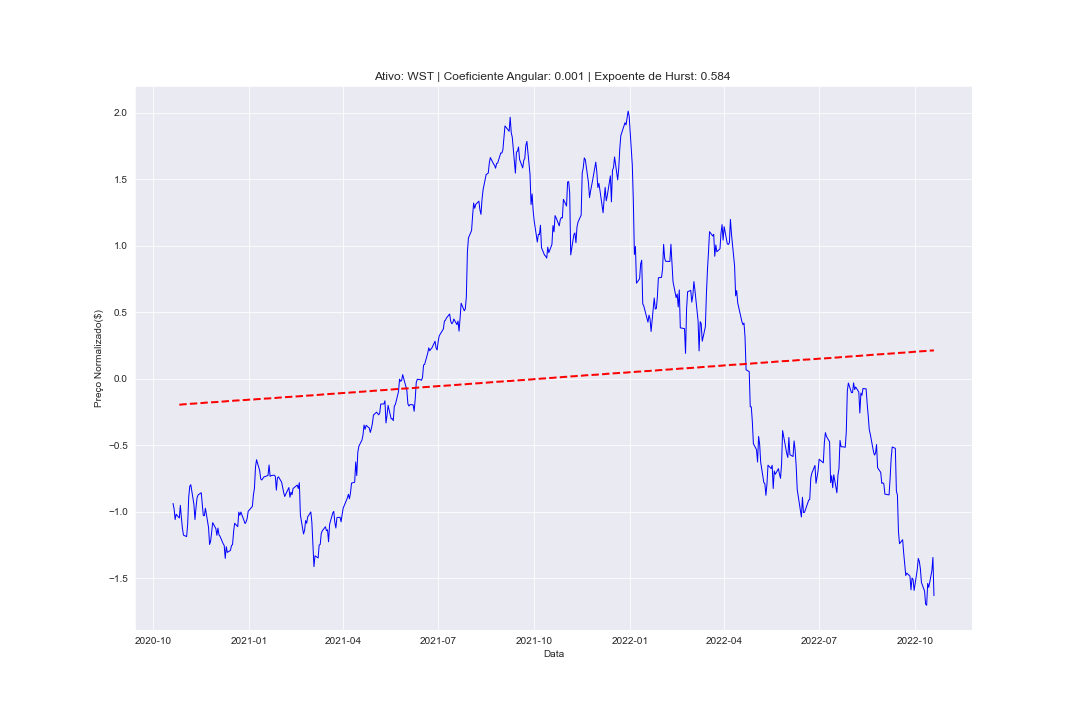 Ativo: WST | Coeficiente Angular: 0.001 | Expoente de Hurst: 0.584
Preço Normalizado($)
2.0
1.5
1.0
0.5
0.0
−0.5
−1.0
−1.5
2020-10 2021-01 2021-04 2021-07 2021-10 2022-01 2022-04 2022-07 2022-10
Data